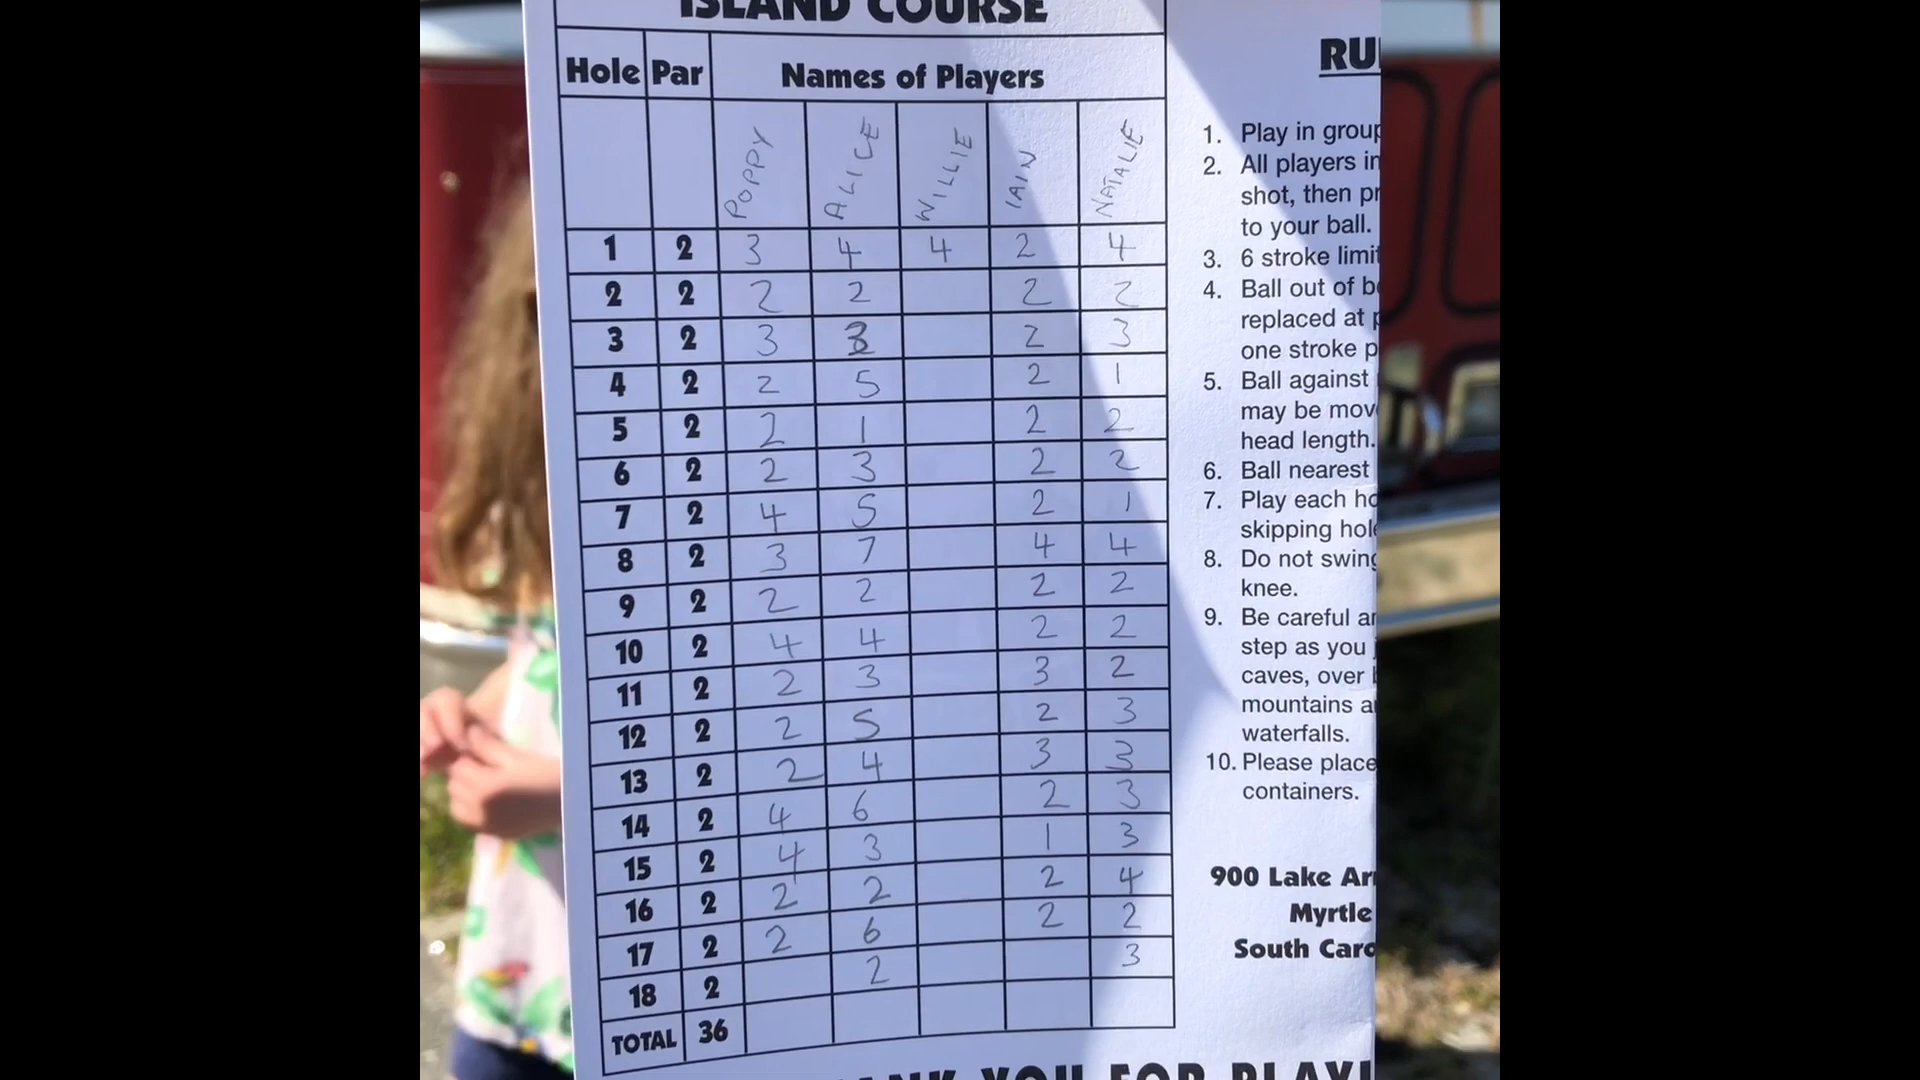 ISLAND COURSE
Hole Par Names of Players
POPPY ALICE WILLIE IAIN NATALIE
1 2 3 4 4 2 4
2 2 2 2 2 2
3 2 3 3 2 3
4 2 2 5 2 1
5 2 2 1 2 2
6 2 2 3 2 2
7 2 4 5 2 1
8 2 3 7 4 4
9 2 2 2 2 2
10 2 4 4 2 2
11 2 2 3 3 2
12 2 2 5 2 3
13 2 2 4 3 3
14 2 4 6 2 3
15 2 4 3 1 3
16 2 2 2 2 4
17 2 2 6 2 2
18 2 2 3
TOTAL 36
YOU FOR
RU
1. Play in group
2. All players in
shot, then pr
to your ball.
3. 6 stroke limit
4. Ball out of b
replaced at p
one stroke p
5. Ball against
may be mov
head length.
6. Ball nearest
7. Play each ho
skipping hole
8. Do not swing
knee.
9. Be careful an
step as you
caves, over
mountains a
waterfalls.
10. Please place
containers.
900 Lake Arr
Myrtle
South Caro